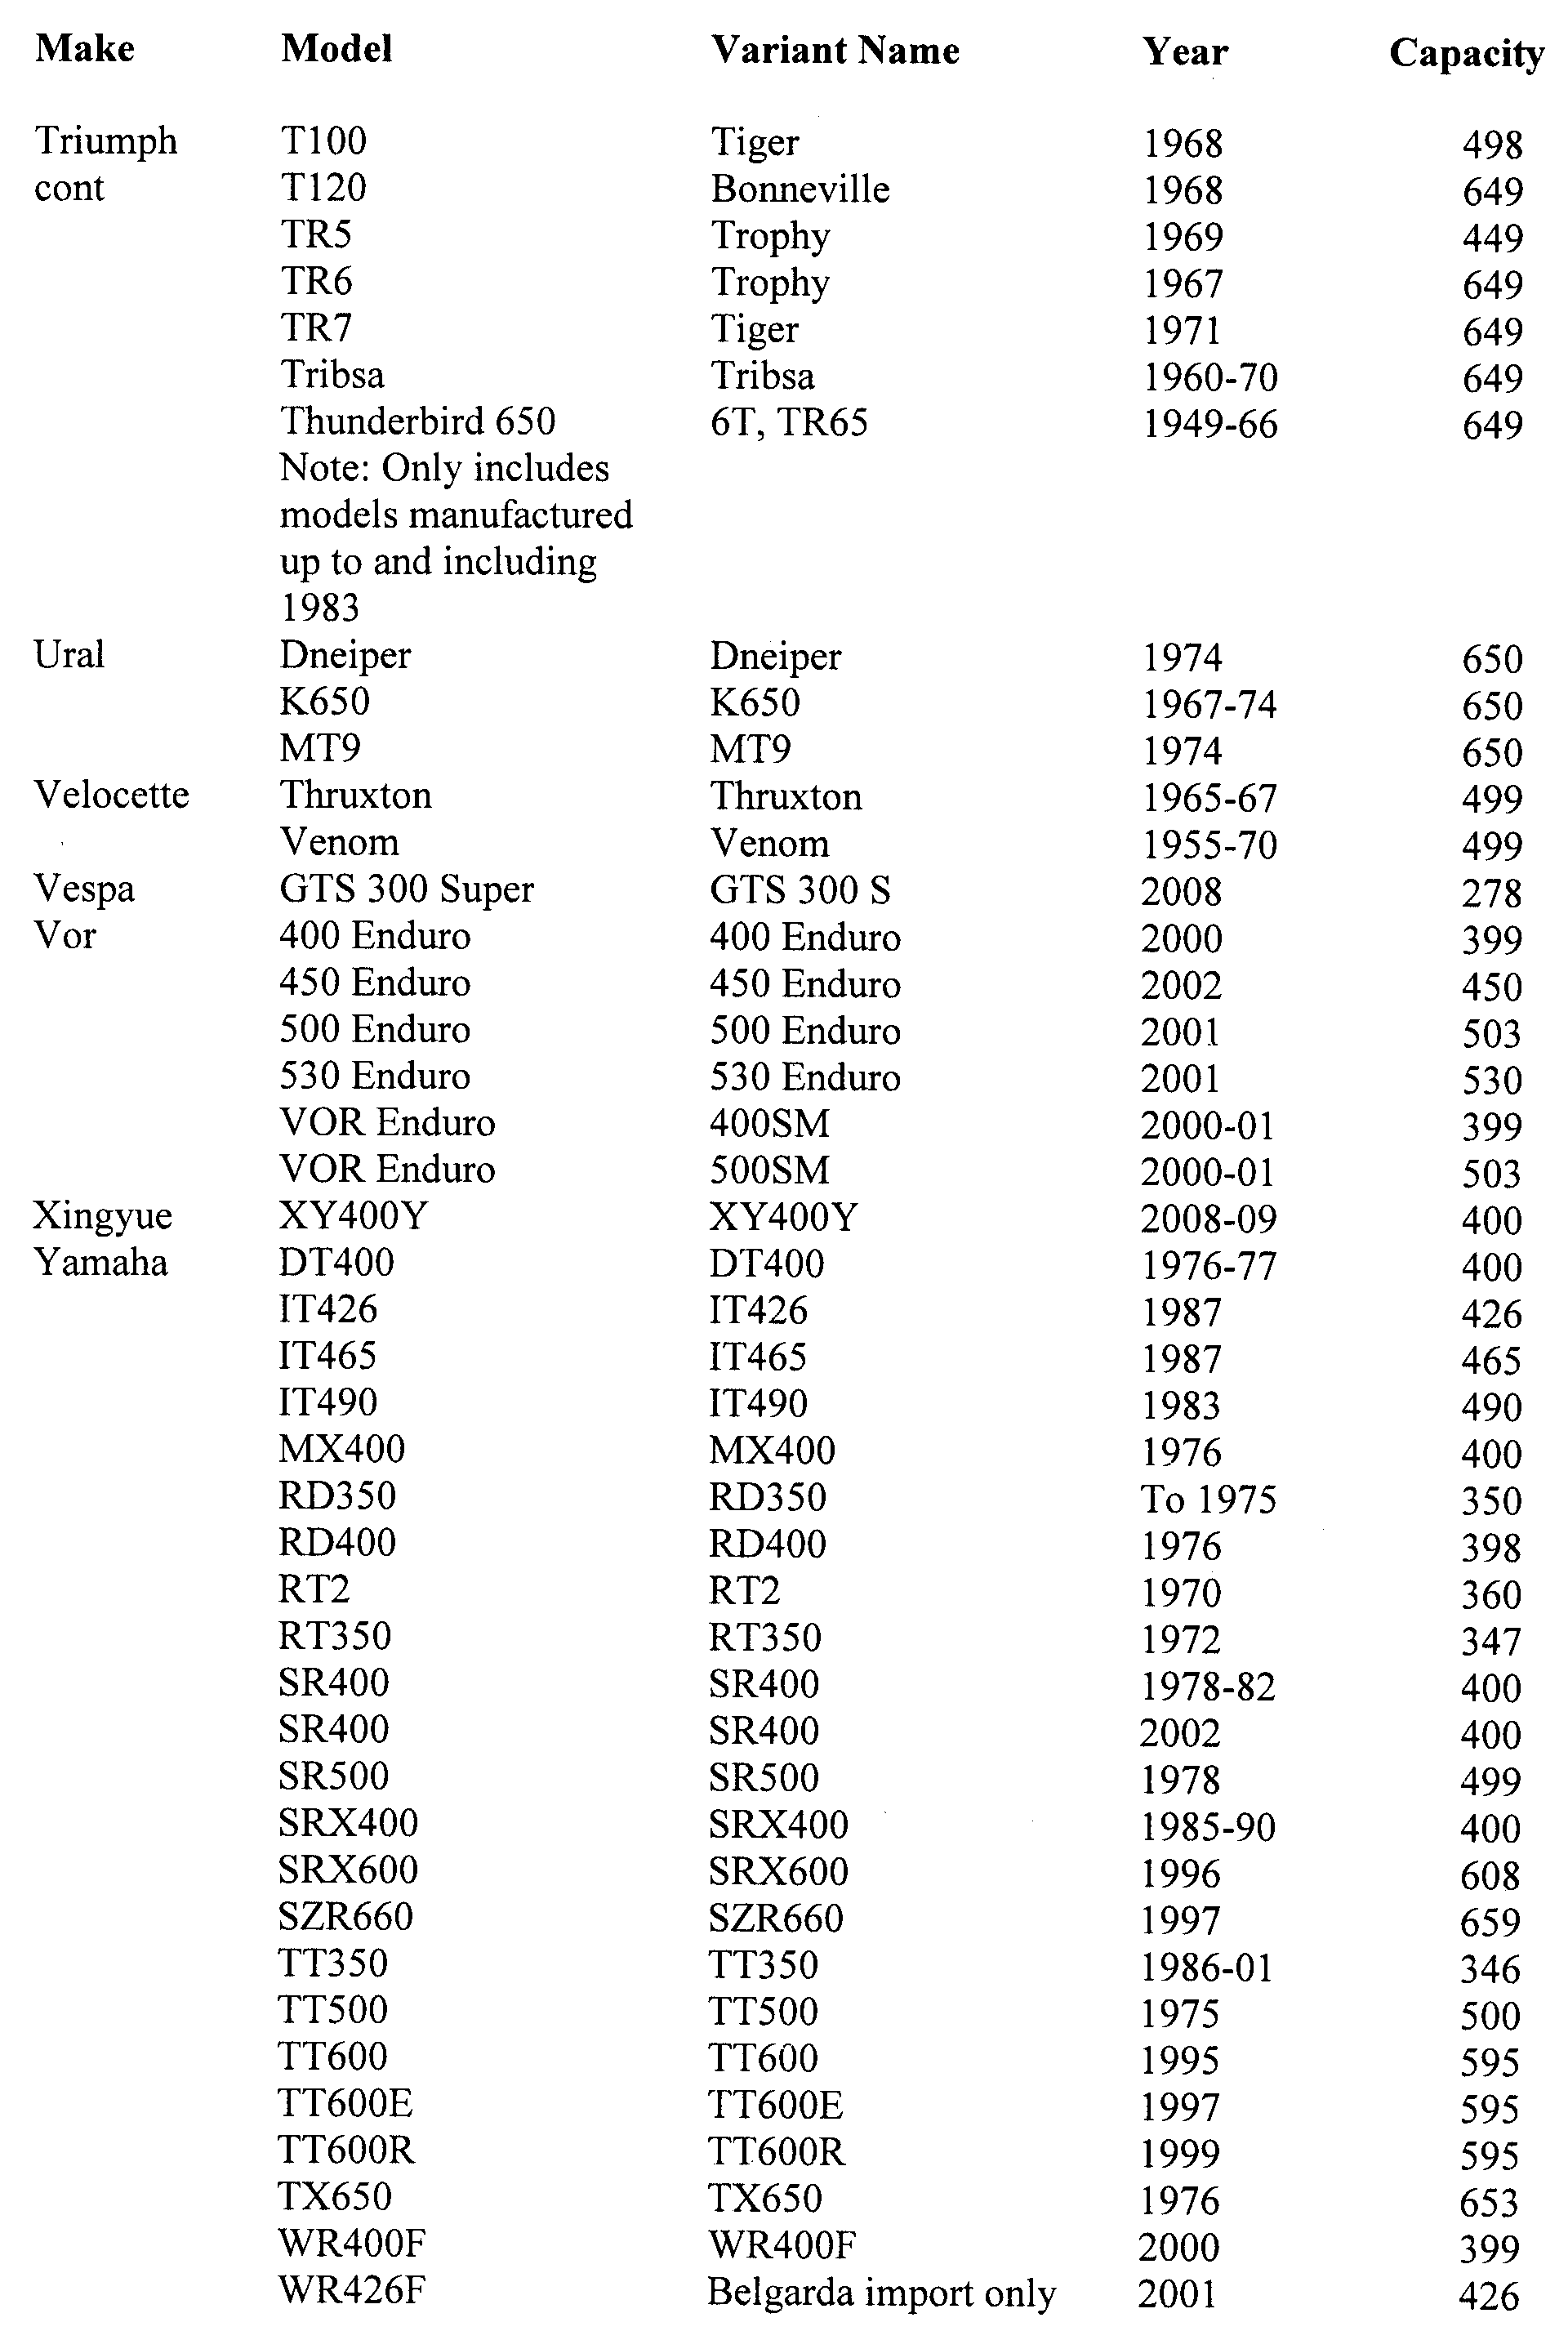 Make Model Variant Name Year Capacity
Triumph T100 Tiger 1968 498
cont T120 Bonneville 1968 649
TR5 Trophy 1969 449
TR6 Trophy 1967 649
TR7 Tiger 1971 649
Tribsa Tribsa 1960-70 649
Thunderbird 650 6T, TR65 1949-66 649
Note: Only includes
models manufactured
up to and including
1983
Ural Dneiper Dneiper 1974 650
K650 K650 1967-74 650
MT9 MT9 1974 650
Velocette Thruxton Thruxton 1965-67 499
Venom Venom 1955-70 499
Vespa GTS 300 Super GTS 300 S 2008 278
Vor 400 Enduro 400 Enduro 2000 399
450 Enduro 450 Enduro 2002 450
500 Enduro 500 Enduro 2001 503
530 Enduro 530 Enduro 2001 530
VOR Enduro 400SM 2000-01 399
VOR Enduro 500SM 2000-01 503
Xingyue XY400Y XY400Y 2008-09 400
Yamaha DT400 DT400 1976-77 400
IT426 IT426 1987 426
IT465 IT465 1987 465
IT490 IT490 1983 490
MX400 MX400 1976 400
RD350 RD350 To 1975 350
RD400 RD400 1976 398
RT2 RT2 1970 360
RT350 RT350 1972 347
SR400 SR400 1978-82 400
SR400 SR400 2002 400
SR500 SR500 1978 499
SRX400 SRX400 1985-90 400
SRX600 SRX600 1996 608
SZR660 SZR660 1997 659
TT350 TT350 1986-01 346
TT500 TT500 1975 500
TT600 TT600 1995 595
TT600E TT600E 1997 595
TT600R TT600R 1999 595
TX650 TX650 1976 653
WR400F WR400F 2000 399
WR426F Belgarda import only 2001 426